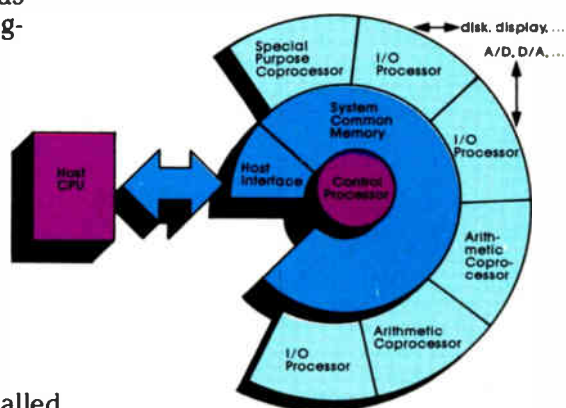 g-
disk, display, ...
A/D, D/A, ...
Special
Purpose
Coprocessor
I/O
Processor
System
Common
Memory
I/O
Processor
Host
CPU
Host
Interface
Control
Processor
Arith-
metic
Copro-
cessor
Arithmetic
Coprocessor
I/O
Processor
alled